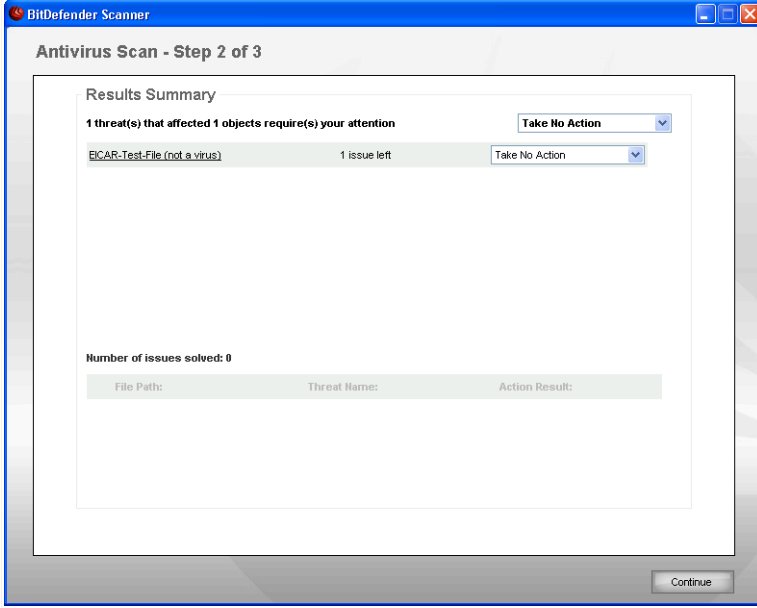 BitDefender Scanner
Antivirus Scan - Step 2 of 3
Results Summary
1 threat(s) that affected 1 objects require(s) your attention Take No Action
EICAR-Test-File (not a virus) 1 issue left Take No Action
Number of issues solved: 0
File Path: Threat Name: Action Result:
Continue